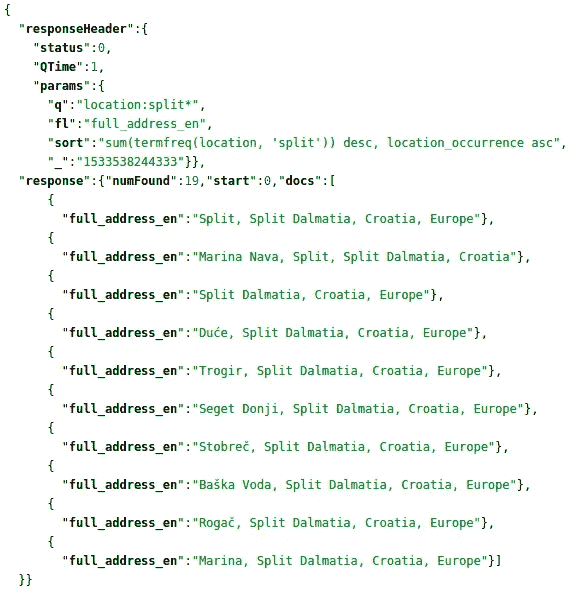 {
  "responseHeader":{
    "status":0,
    "QTime":1,
    "params":{
      "q":"location:split*",
      "fl":"full_address_en",
      "sort":"sum(termfreq(location, 'split')) desc, location_occurrence asc",
      "_":"1533538244333"}},
  "response":{"numFound":19,"start":0,"docs":[
      {
        "full_address_en":"Split, Split Dalmatia, Croatia, Europe"},
      {
        "full_address_en":"Marina Nava, Split, Split Dalmatia, Croatia"},
      {
        "full_address_en":"Split Dalmatia, Croatia, Europe"},
      {
        "full_address_en":"Duće, Split Dalmatia, Croatia, Europe"},
      {
        "full_address_en":"Trogir, Split Dalmatia, Croatia, Europe"},
      {
        "full_address_en":"Seget Donji, Split Dalmatia, Croatia, Europe"},
      {
        "full_address_en":"Stobreč, Split Dalmatia, Croatia, Europe"},
      {
        "full_address_en":"Baška Voda, Split Dalmatia, Croatia, Europe"},
      {
        "full_address_en":"Rogač, Split Dalmatia, Croatia, Europe"},
      {
        "full_address_en":"Marina, Split Dalmatia, Croatia, Europe"}]
  }}